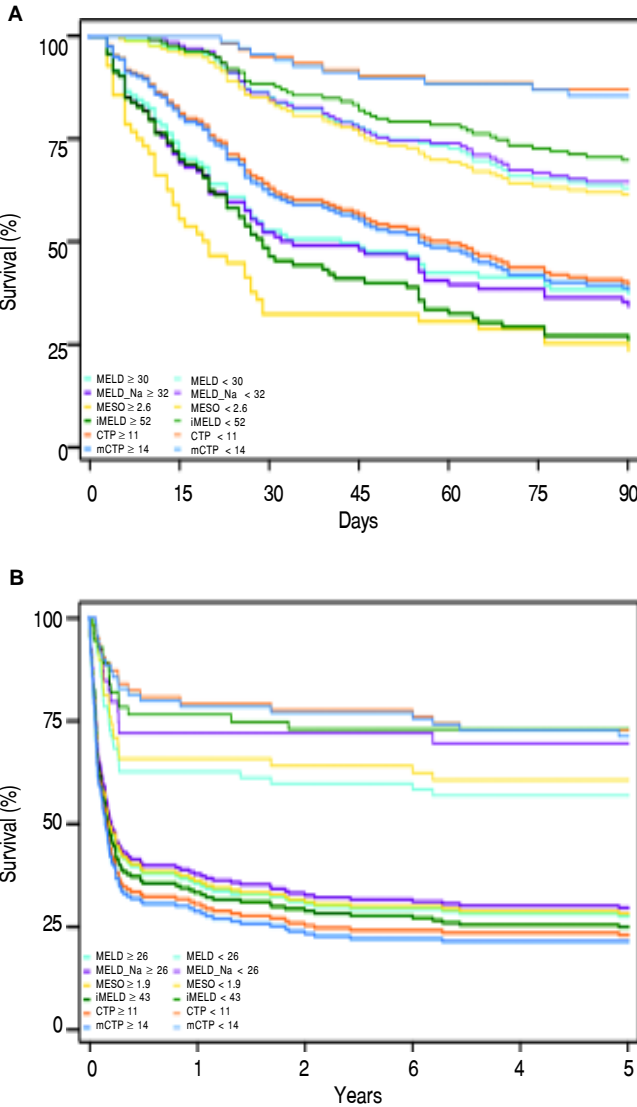 A
100
75
50
25
0
Survival (%)
MELD ≥ 30
MELD < 30
MELD_Na ≥ 32
MELD_Na < 32
MESO ≥ 2.6
MESO < 2.6
iMELD ≥ 52
iMELD < 52
CTP ≥ 11
CTP < 11
mCTP ≥ 14
mCTP < 14
0 15 30 45 60 75 90
Days
B
100
75
50
25
0
Survival (%)
MELD ≥ 26
MELD < 26
MELD_Na ≥ 26
MELD_Na < 26
MESO ≥ 1.9
MESO < 1.9
iMELD ≥ 43
iMELD < 43
CTP ≥ 11
CTP < 11
mCTP ≥ 14
mCTP < 14
0 1 2 6 4 5
Years